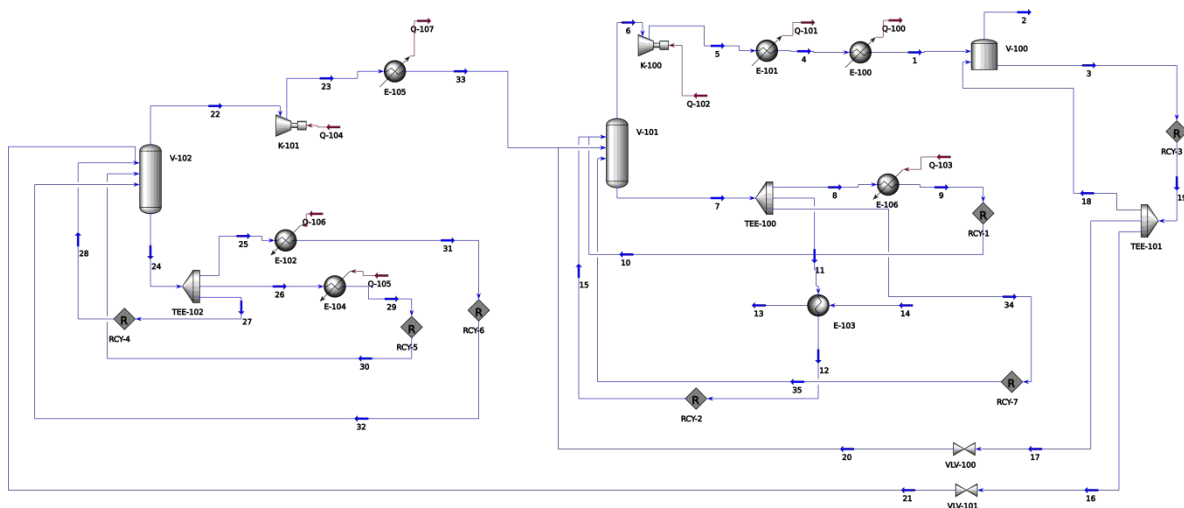 Q-107
Q-101
Q-100
2
6
V-100
K-100
5
E-101
4
E-100
1
3
23
33
E-105
22
Q-102
Q-104
K-101
V-101
RCY-3
V-102
Q-103
18
19
7
8
E-106
9
TEE-100
TEE-101
Q-106
RCY-1
28
24
25
31
E-102
10
15
11
Q-105
26
29
TEE-102
E-104
27
13
14
34
E-103
RCY-4
RCY-5
RCY-6
30
12
35
RCY-7
RCY-2
32
20
VLV-100
17
21
VLV-101
16
R
R
R
R
R
R
R